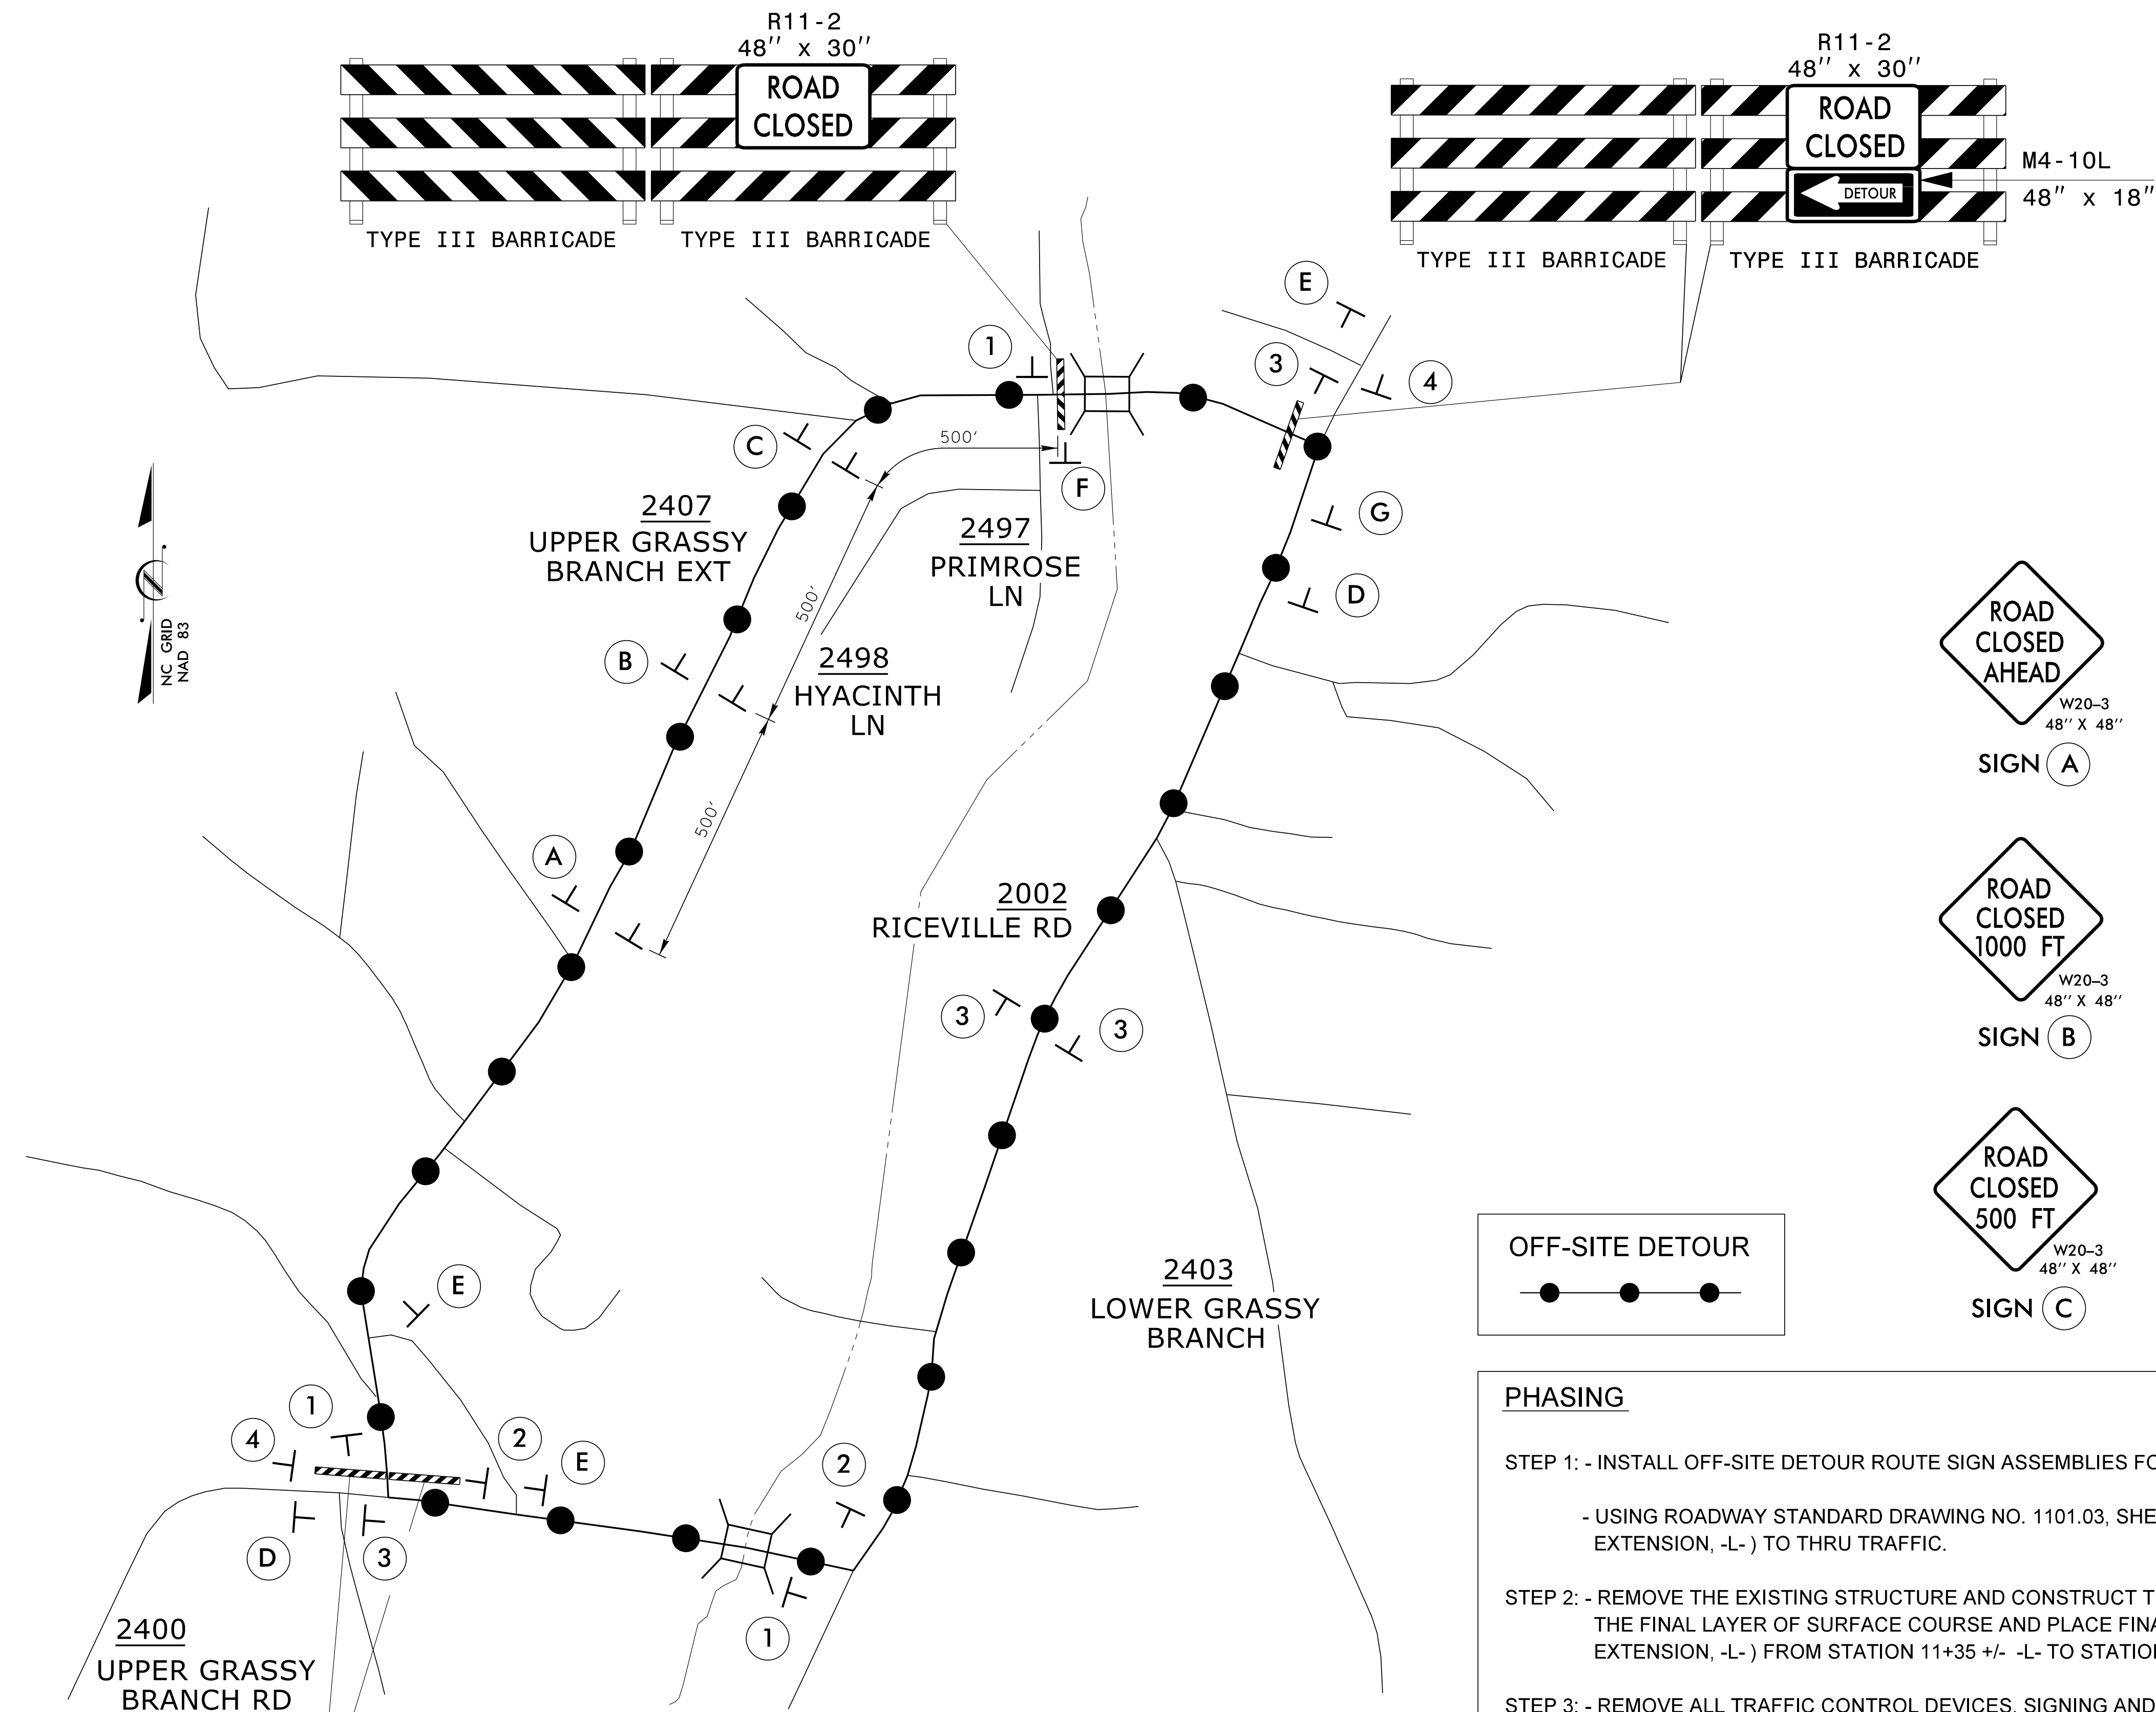 R11-2
48" x 30"
ROAD
CLOSED
TYPE III BARRICADE
TYPE III BARRICADE
R11-2
48" x 30"
ROAD
CLOSED
DETOUR
M4-10L
48" x 18"
TYPE III BARRICADE
TYPE III BARRICADE
E
1
3
4
C
500'
F
2407
UPPER GRASSY
BRANCH EXT
2497
PRIMROSE
LN
G
D
NC GRID
NAD 83
500'
B
2498
HYACINTH
LN
500'
A
2002
RICEVILLE RD
3
3
ROAD
CLOSED
AHEAD
W20-3
48" X 48"
SIGN A
ROAD
CLOSED
1000 FT
W20-3
48" X 48"
SIGN B
ROAD
CLOSED
500 FT
W20-3
48" X 48"
SIGN C
E
2403
LOWER GRASSY
BRANCH
OFF-SITE DETOUR
1
4
2
E
2
D
3
1
2400
UPPER GRASSY
BRANCH RD
PHASING
STEP 1: - INSTALL OFF-SITE DETOUR ROUTE SIGN ASSEMBLIES
- USING ROADWAY STANDARD DRAWING NO. 1101.03,
EXTENSION, -L- ) TO THRU TRAFFIC.
STEP 2: - REMOVE THE EXISTING STRUCTURE AND CONSTRUCT
THE FINAL LAYER OF SURFACE COURSE AND PLACE
EXTENSION, -L- ) FROM STATION 11+35 +/- -L- TO
STEP 3: - REMOVE ALL TRAFFIC CONTROL DEVICES, SIGNING AND